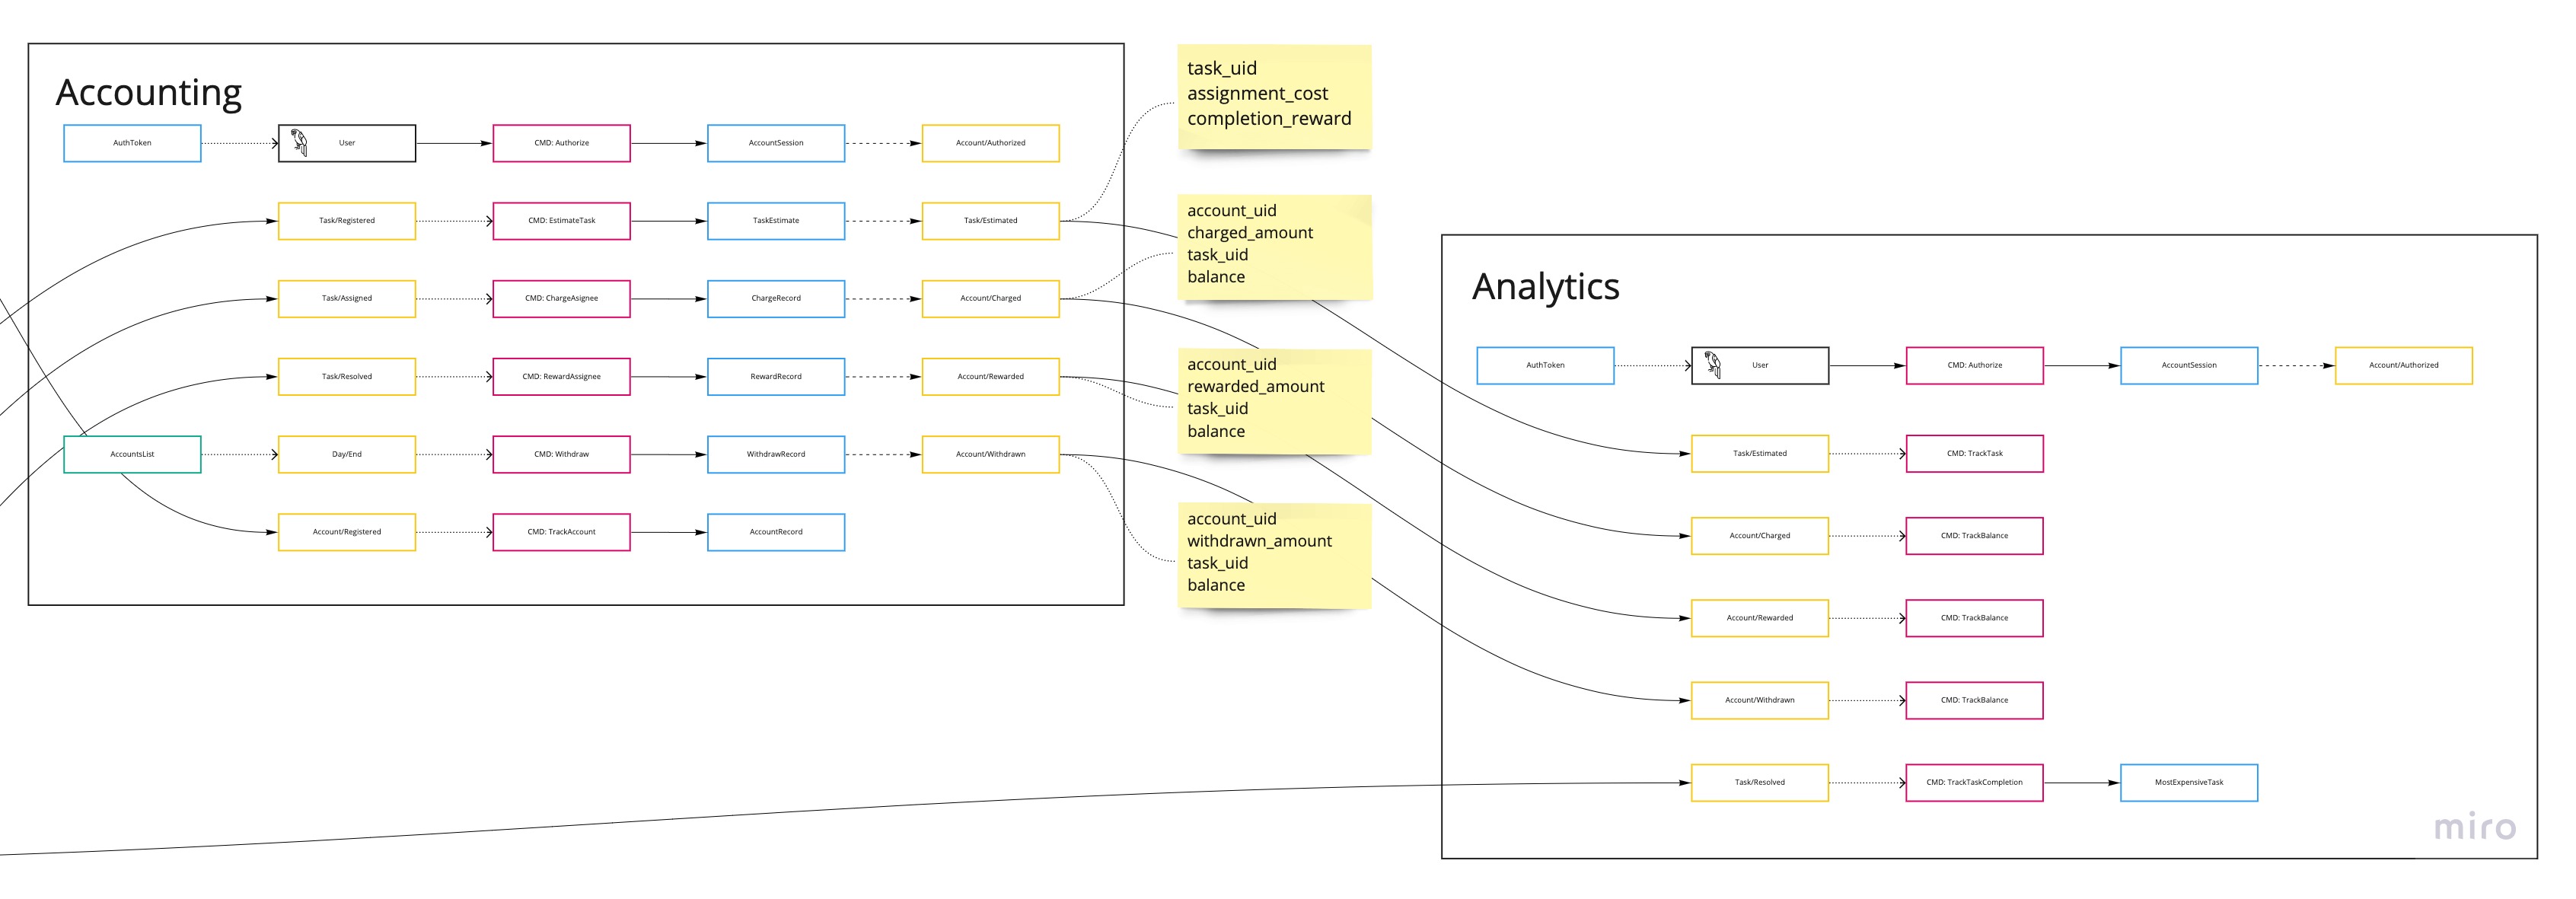 Accounting
AuthToken
User
CMD: Authorize
AccountSession
Account/Authorized
Task/Registered
CMD: EstimateTask
TaskEstimate
Task/Estimated
Task/Assigned
CMD: ChargeAsignee
ChargeRecord
Account/Charged
Task/Resolved
CMD: RewardAssignee
RewardRecord
Account/Rewarded
AccountsList
Day/End
CMD: Withdraw
WithdrawRecord
Account/Withdrawn
Account/Registered
CMD: TrackAccount
AccountRecord
task_uid
assignment_cost
completion_reward
account_uid
charged_amount
task_uid
balance
account_uid
rewarded_amount
task_uid
balance
account_uid
withdrawn_amount
task_uid
balance
Analytics
AuthToken
User
CMD: Authorize
AccountSession
Account/Authorized
Task/Estimated
CMD: TrackTask
Account/Charged
CMD: TrackBalance
Account/Rewarded
CMD: TrackBalance
Account/Withdrawn
CMD: TrackBalance
Task/Resolved
CMD: TrackTaskCompletion
MostExpensiveTask
miro